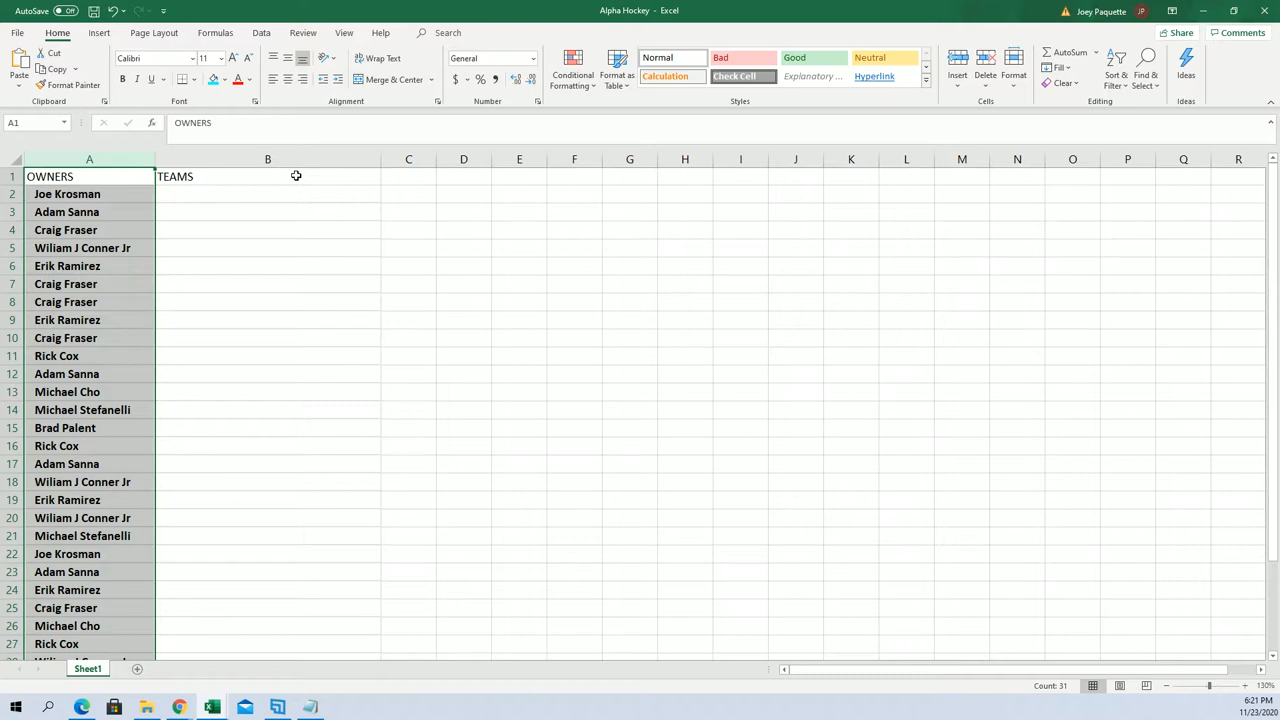 AutoSave Off
Alpha Hockey - Excel
Joey Paquette
JP
File Home Insert Page Layout Formulas Data Review View Help Search
Share Comments
Paste
Cut
Copy
Format Painter
Calibri 11
B I U
Wrap Text
Merge & Center
General
$ % ,
Conditional Formatting
Format as Table
Normal Bad Good Neutral
Calculation Check Cell Explanatory ... Hyperlink
Insert Delete Format
AutoSum
Fill
Clear
Sort & Filter
Find & Select
Ideas
Clipboard Font Alignment Number Styles Cells Editing Ideas
A1 fx OWNERS
A B C D E F G H I J K L M N O P Q R
1 OWNERS TEAMS
2 Joe Krosman
3 Adam Sanna
4 Craig Fraser
5 Wiliam J Conner Jr
6 Erik Ramirez
7 Craig Fraser
8 Craig Fraser
9 Erik Ramirez
10 Craig Fraser
11 Rick Cox
12 Adam Sanna
13 Michael Cho
14 Michael Stefanelli
15 Brad Palent
16 Rick Cox
17 Adam Sanna
18 Wiliam J Conner Jr
19 Erik Ramirez
20 Wiliam J Conner Jr
21 Michael Stefanelli
22 Joe Krosman
23 Adam Sanna
24 Erik Ramirez
25 Craig Fraser
26 Michael Cho
27 Rick Cox
Sheet1
Count: 31
130%
6:21 PM
11/23/2020